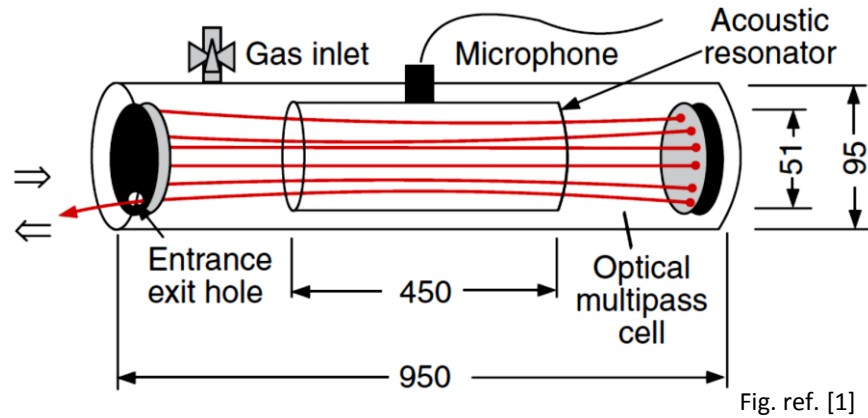 Gas inlet
Microphone
Acoustic
resonator
51
95
Entrance
exit hole
450
Optical
multipass
cell
950
Fig. ref. [1]